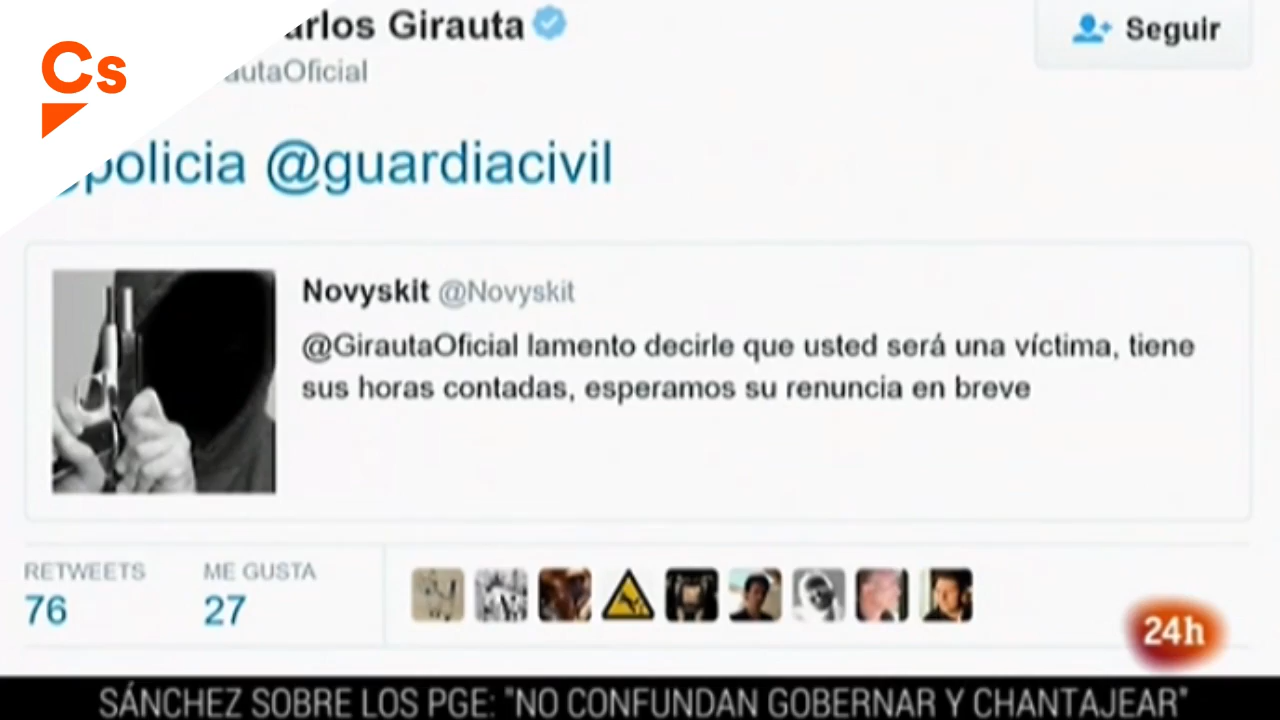 Cs
arlos Girauta
autaOficial
Seguir
policia @guardiacivil
Novyskit @Novyskit
@GirautaOficial lamento decirle que usted será una víctima, tiene
sus horas contadas, esperamos su renuncia en breve
RETWEETS
ME GUSTA
76
27
24h
SÁNCHEZ SOBRE LOS PGE: "NO CONFUNDAN GOBERNAR Y CHANTAJEAR"